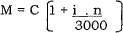 M = C [1 + i . n
3000]